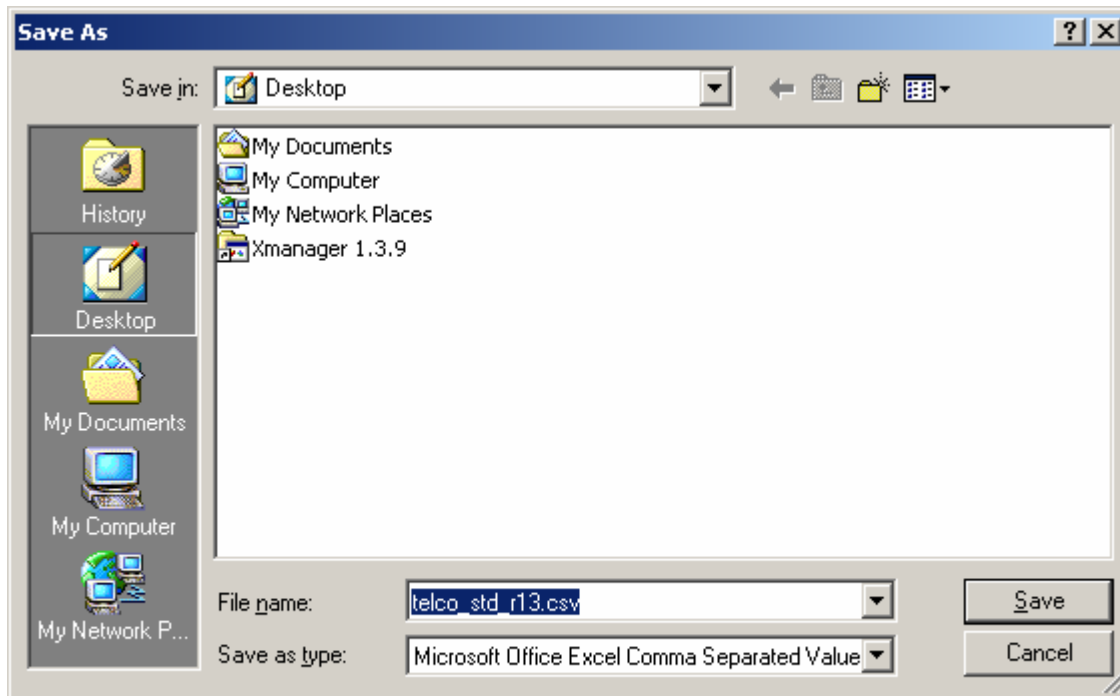 Save As
Save in: Desktop
My Documents
My Computer
My Network Places
Xmanager 1.3.9
History
Desktop
My Documents
My Computer
My Network P...
File name: telco_std_r13.csv Save
Save as type: Microsoft Office Excel Comma Separated Value Cancel